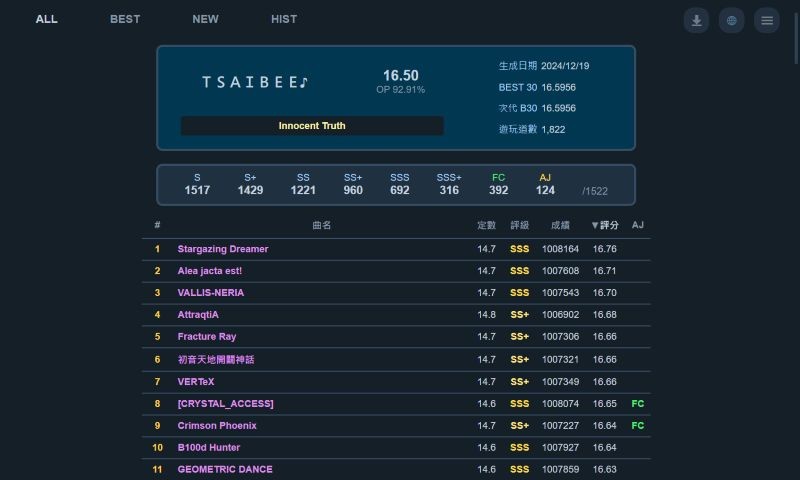 ALL BEST NEW HIST
TSAIBEE♪
16.50
OP 92.91%
Innocent Truth
生成日期 2024/12/19
BEST 30 16.5956
次代 B30 16.5956
遊玩道數 1,822
S S+ SS SS+ SSS SSS+ FC AJ
1517 1429 1221 960 692 316 392 124 /1522
# 曲名 定數 評級 成績 ▼評分 AJ
1 Stargazing Dreamer 14.7 SSS 1008164 16.76
2 Alea jacta est! 14.7 SSS 1007608 16.71
3 VALLIS-NERIA 14.7 SSS 1007543 16.70
4 AttraqtiA 14.8 SS+ 1006902 16.68
5 Fracture Ray 14.7 SS+ 1007306 16.66
6 初音天地開闢神話 14.7 SS+ 1007321 16.66
7 VERTeX 14.7 SS+ 1007349 16.66
8 [CRYSTAL_ACCESS] 14.6 SSS 1008074 16.65 FC
9 Crimson Phoenix 14.7 SS+ 1007227 16.64 FC
10 B100d Hunter 14.6 SSS 1007927 16.64
11 GEOMETRIC DANCE 14.6 SSS 1007859 16.63